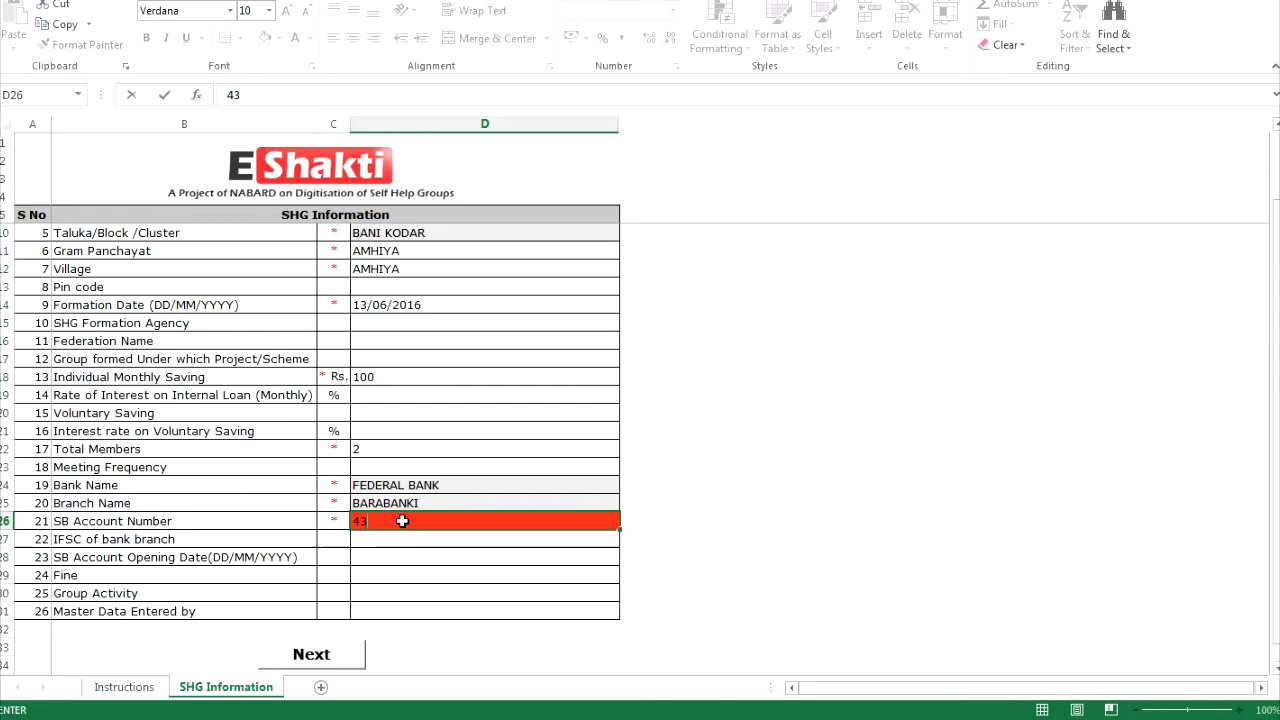 Cut
Verdana 10
Wrap Text
AutoSum
Paste
Copy
Fill
Format Painter
Merge & Center
%
Conditional Formatting
Format as Table
Cell Styles
Insert
Delete
Format
Clear
Sort & Filter
Find & Select
B I U
Clipboard
Font
Alignment
Number
Styles
Cells
Editing
D26 fx 43
A B C D
E Shakti
A Project of NABARD on Digitisation of Self Help Groups
S No SHG Information
5 Taluka/Block /Cluster * BANI KODAR
6 Gram Panchayat * AMHIYA
7 Village * AMHIYA
8 Pin code
9 Formation Date (DD/MM/YYYY) * 13/06/2016
10 SHG Formation Agency
11 Federation Name
12 Group formed Under which Project/Scheme
13 Individual Monthly Saving * Rs. 100
14 Rate of Interest on Internal Loan (Monthly) %
15 Voluntary Saving
16 Interest rate on Voluntary Saving %
17 Total Members * 2
18 Meeting Frequency
19 Bank Name * FEDERAL BANK
20 Branch Name * BARABANKI
21 SB Account Number * 43
22 IFSC of bank branch
23 SB Account Opening Date(DD/MM/YYYY)
24 Fine
25 Group Activity
26 Master Data Entered by
Next
Instructions SHG Information
ENTER 100%